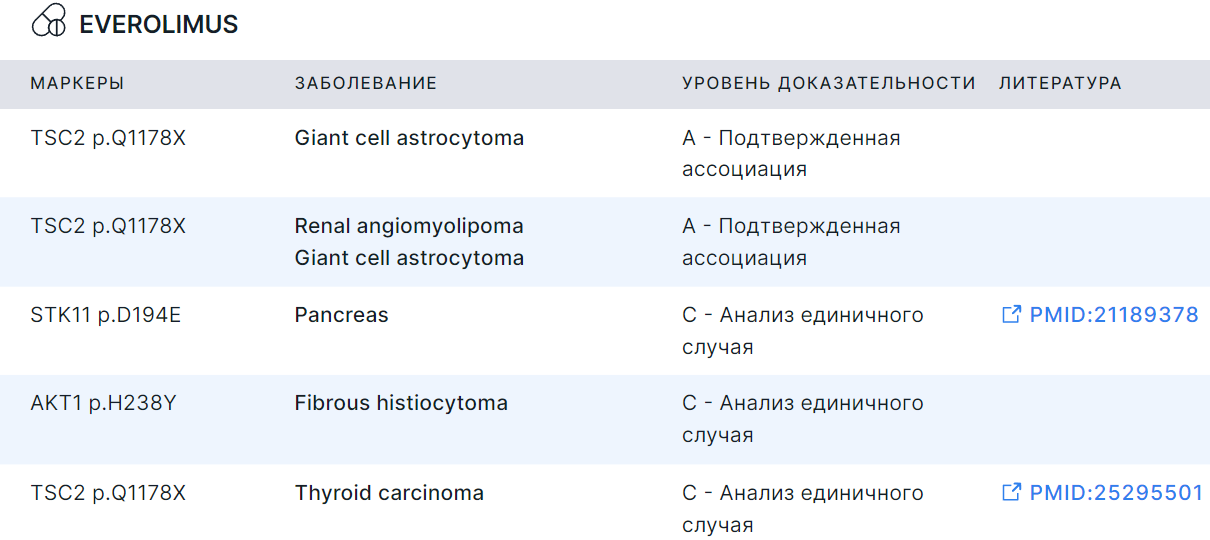 EVEROLIMUS
МАРКЕРЫ ЗАБОЛЕВАНИЕ УРОВЕНЬ ДОКАЗАТЕЛЬНОСТИ ЛИТЕРАТУРА
TSC2 p.Q1178X Giant cell astrocytoma A - Подтвержденная
ассоциация
TSC2 p.Q1178X Renal angiomyolipoma A - Подтвержденная
Giant cell astrocytoma ассоциация
STK11 p.D194E Pancreas C - Анализ единичного PMID:21189378
случая
AKT1 p.H238Y Fibrous histiocytoma C - Анализ единичного
случая
TSC2 p.Q1178X Thyroid carcinoma C - Анализ единичного PMID:25295501
случая